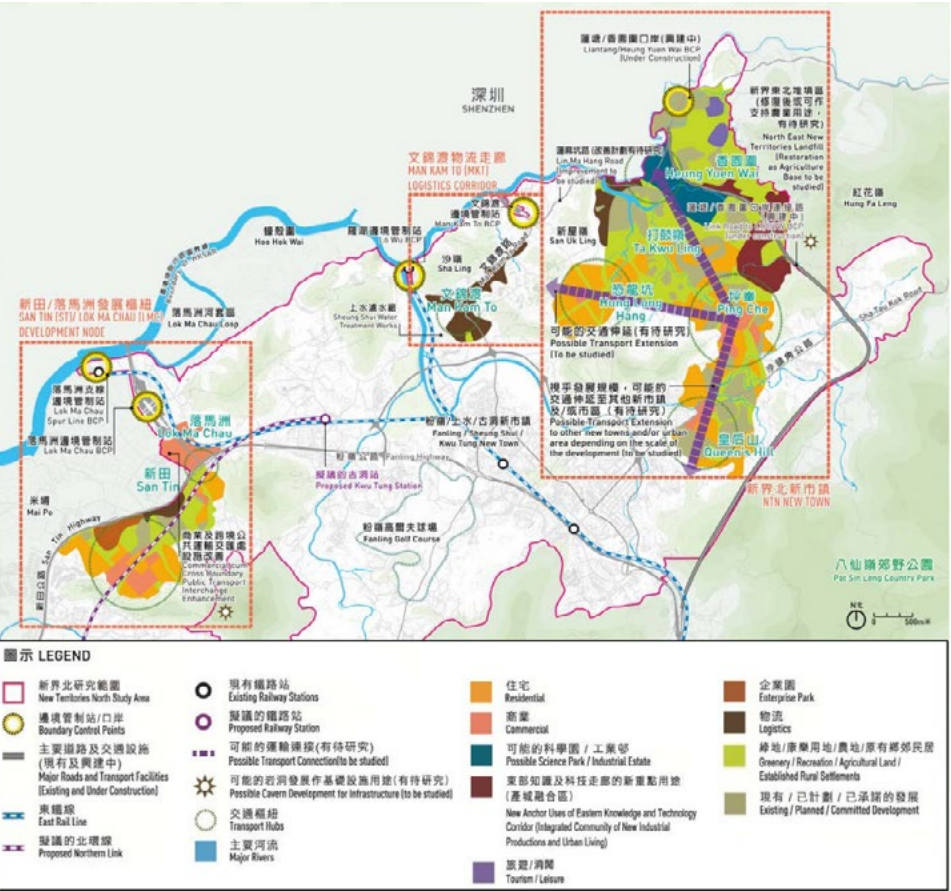 蓮塘/香園圍口岸(興建中)
Liantang/Heung Yuen Wai BCP
(Under Construction)
深圳
SHENZHEN
新界東北堆填區
(修復後或可作
支持農業用途，
有待研究)
North East New
Territories Landfill
(Restoration
as Agriculture
Base to be
studied)
蓮麻坑路(改善計劃有待研究)
Lin Ma Hang Road
(Improvement to
be studied)
香園圍
Heung Yuen Wai
文錦渡物流走廊
MAN KAM TO (MKT)
LOGISTICS CORRIDOR
文錦渡
邊境管制站
Man Kam To BCP
紅花嶺
Hung Fa Leng
打鼓嶺
Ta Kwu Ling
新屋嶺
San Uk Ling
羅湖邊境管制站
Lo Wu BCP
蠔殼圍
Hoo Hok Wai
沙嶺
Sha Ling
文錦渡路
恐龍坑
Hung Lung
Hang
坪輋
Ping Che
文錦渡
Man Kam To
上水濾水廠
Sheung Shui Water
Treatment Works
可能的交通伸延(有待研究)
Possible Transport Extension
(To be studied)
Sha Tau Kok Road
沙頭角公路
新田/落馬洲發展樞紐
SAN TIN (ST)/ LOK MA CHAU (LMC)
DEVELOPMENT NODE
落馬洲河套區
Lok Ma Chau Loop
視乎發展規模，可能的
交通伸延至其他新市鎮
及/或市區 (有待研究)
Possible Transport Extension
to other new towns and/or urban
area depending on the scale of
the development (to be studied)
落馬洲支線
邊境管制站
Lok Ma Chau
Spur Line BCP
落馬洲
Lok Ma Chau
落馬洲邊境管制站
Lok Ma Chau BCP
粉嶺/上水/古洞新市鎮
Fanling / Sheung Shui /
Kwu Tung New Town
皇后山
Queen's Hill
粉嶺公路 Fanling Highway
新田
San Tin
擬議的古洞站
Proposed Kwu Tung Station
新界北新市鎮
NTN NEW TOWN
米埔
Mai Po
San Tin Highway
新田公路
粉嶺高爾夫球場
Fanling Golf Course
商業及跨境公
共運輸交匯處
設施改善
Commercial cum
Cross Boundary
Public Transport
Interchange
Enhancement
八仙嶺郊野公園
Pat Sin Leng Country Park
N北
0 500m米
圖示 LEGEND
新界北研究範圍
New Territories North Study Area
邊境管制站/口岸
Boundary Control Points
主要道路及交通設施
(現有及興建中)
Major Roads and Transport Facilities
(Existing and Under Construction)
東鐵線
East Rail Line
擬議的北環線
Proposed Northern Link
現有鐵路站
Existing Railway Stations
擬議的鐵路站
Proposed Railway Station
可能的運輸連接(有待研究)
Possible Transport Connection(to be studied)
可能的岩洞發展作基礎設施用途(有待研究)
Possible Cavern Development for Infrastructure (to be studied)
交通樞紐
Transport Hubs
主要河流
Major Rivers
住宅
Residential
商業
Commercial
可能的科學園 / 工業邨
Possible Science Park / Industrial Estate
東部知識及科技走廊的新重點用途
(產城融合區)
New Anchor Uses of Eastern Knowledge and Technology
Corridor (Integrated Community of New Industrial
Productions and Urban Living)
旅遊/消閒
Tourism / Leisure
企業園
Enterprise Park
物流
Logistics
綠地/康樂用地/農地/原有鄉郊民居
Greenery / Recreation / Agricultural Land /
Established Rural Settlements
現有 / 已計劃 / 已承諾的發展
Existing / Planned / Committed Development